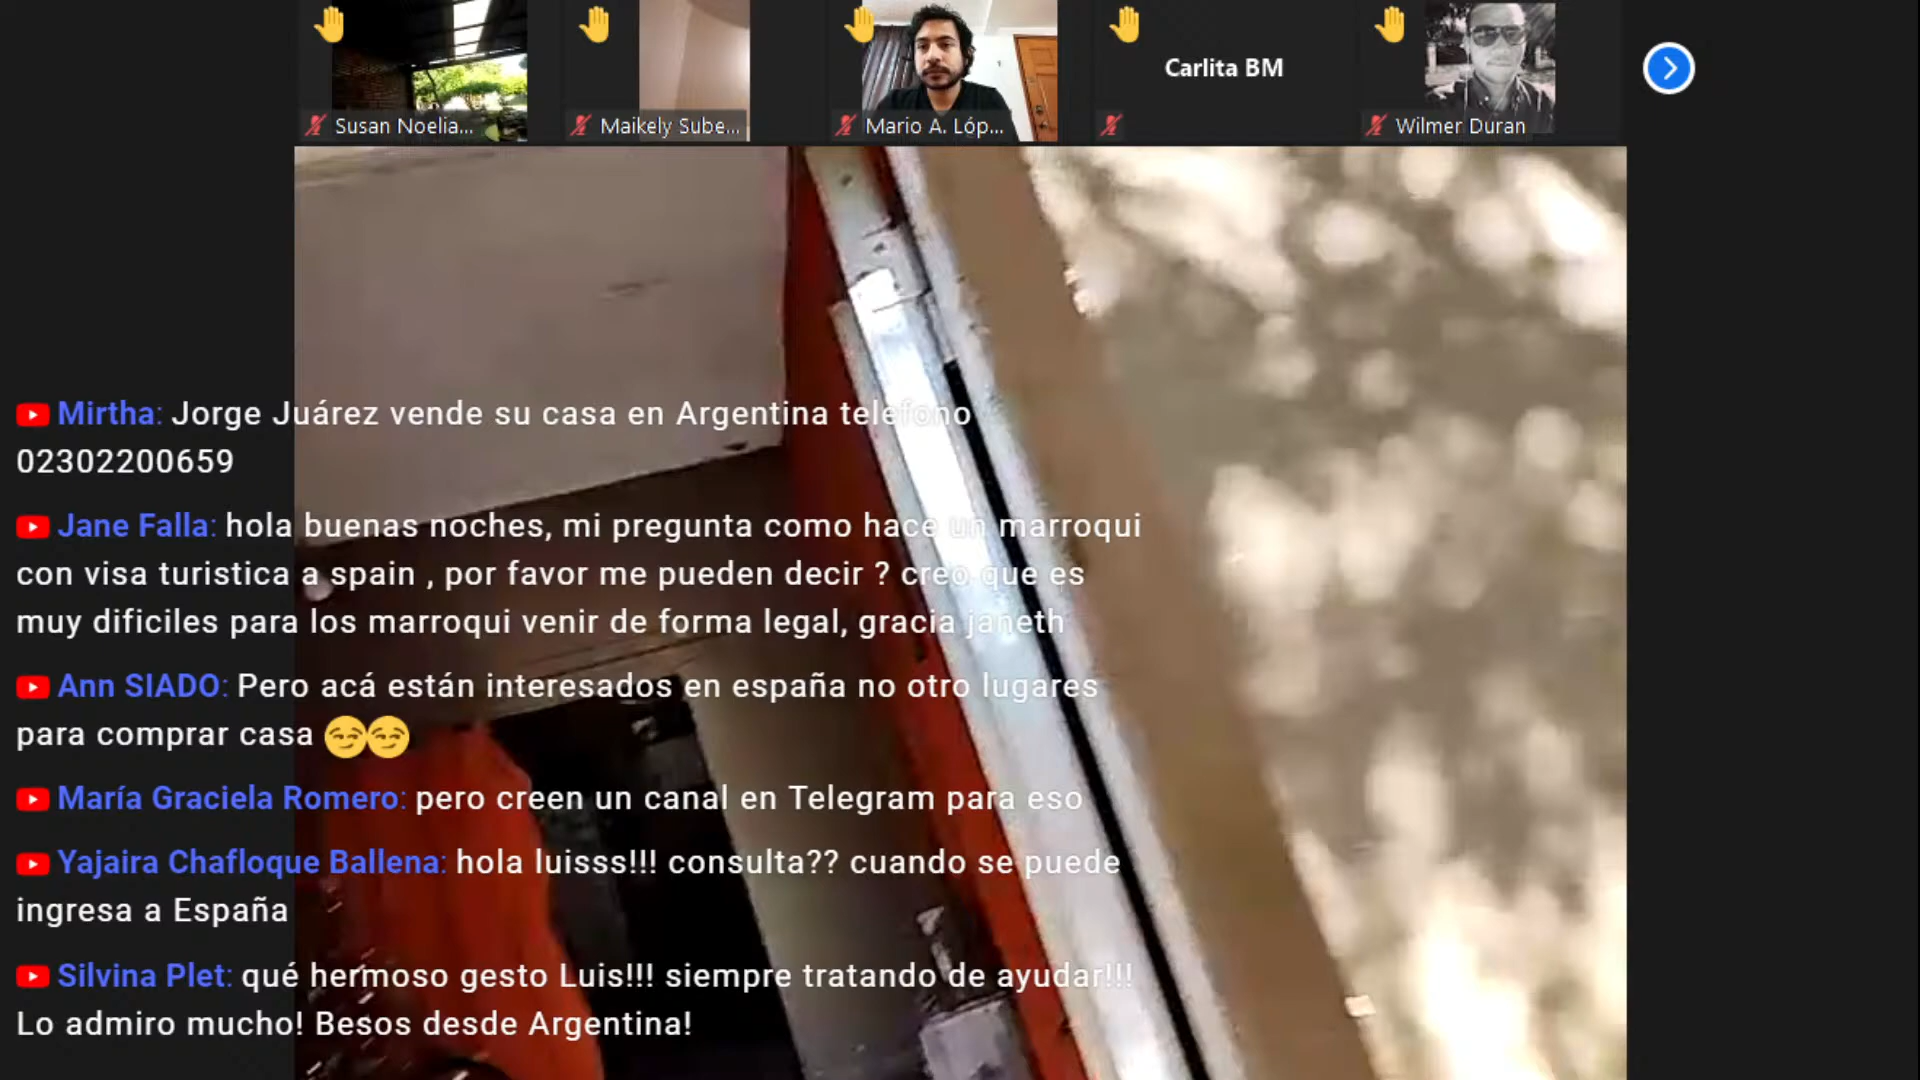 Susan Noelia...
Maikely Sube...
Mario A. Lóp...
Carlita BM
Wilmer Duran
Mirtha: Jorge Juárez vende su casa en Argentina telefono
02302200659
Jane Falla: hola buenas noches, mi pregunta como hace un marroqui
con visa turistica a spain , por favor me pueden decir ? creo que es
muy dificiles para los marroqui venir de forma legal, gracia janeth
Ann SIADO: Pero acá están interesados en españa no otro lugares
para comprar casa 😏😏
María Graciela Romero: pero creen un canal en Telegram para eso
Yajaira Chafloque Ballena: hola luisss!!! consulta?? cuando se puede
ingresa a España
Silvina Plet: qué hermoso gesto Luis!!! siempre tratando de ayudar!!!
Lo admiro mucho! Besos desde Argentina!